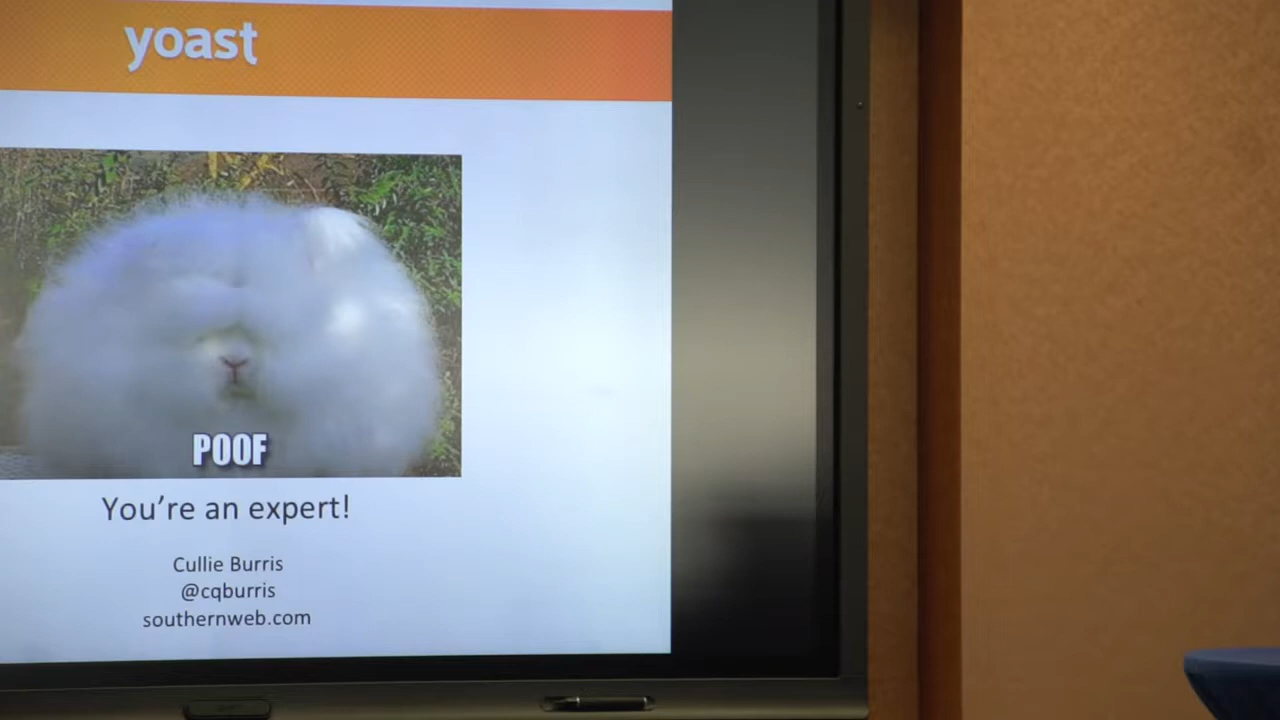 yoast
POOF
You're an expert!
Cullie Burris
@cqburris
southernweb.com